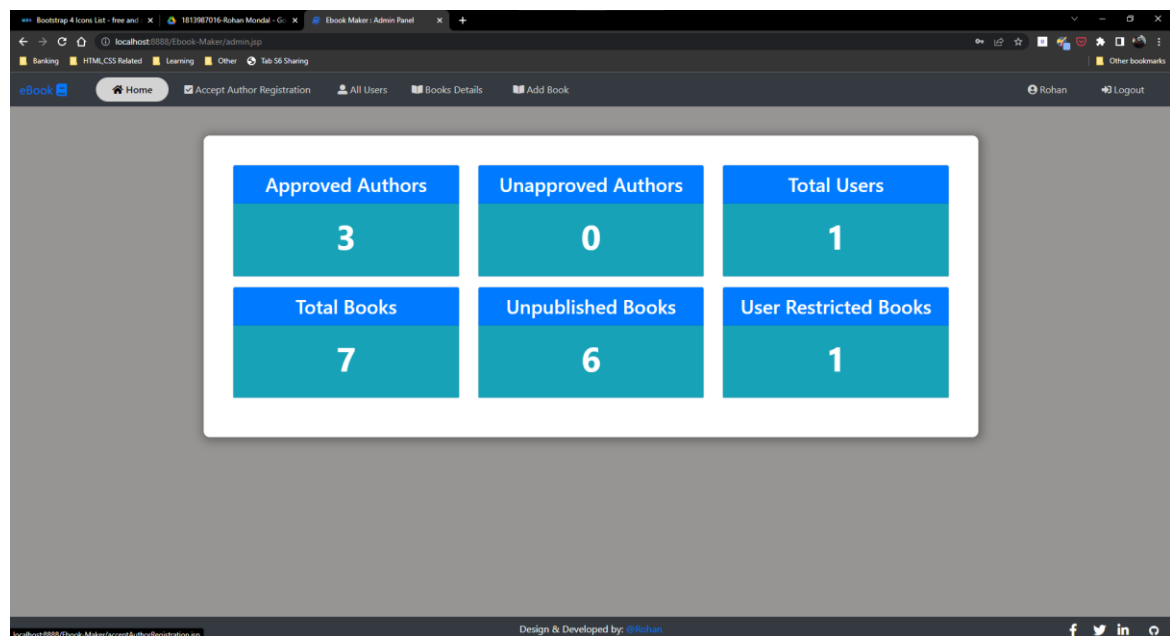 Bootstrap 4 Icons List - free and
1813987016-Rohan Mondal - Go
Ebook Maker : Admin Panel
localhost:8888/Ebook-Maker/admin.jsp
Banking HTML,CSS Related Learning Other Tab S6 Sharing Other bookmarks
eBook Home Accept Author Registration All Users Books Details Add Book Rohan Logout
Approved Authors Unapproved Authors Total Users
3 0 1
Total Books Unpublished Books User Restricted Books
7 6 1
Design & Developed by: @Rohan
localhost:8888/Ebook-Maker/acceptAuthorRegistration.jsp